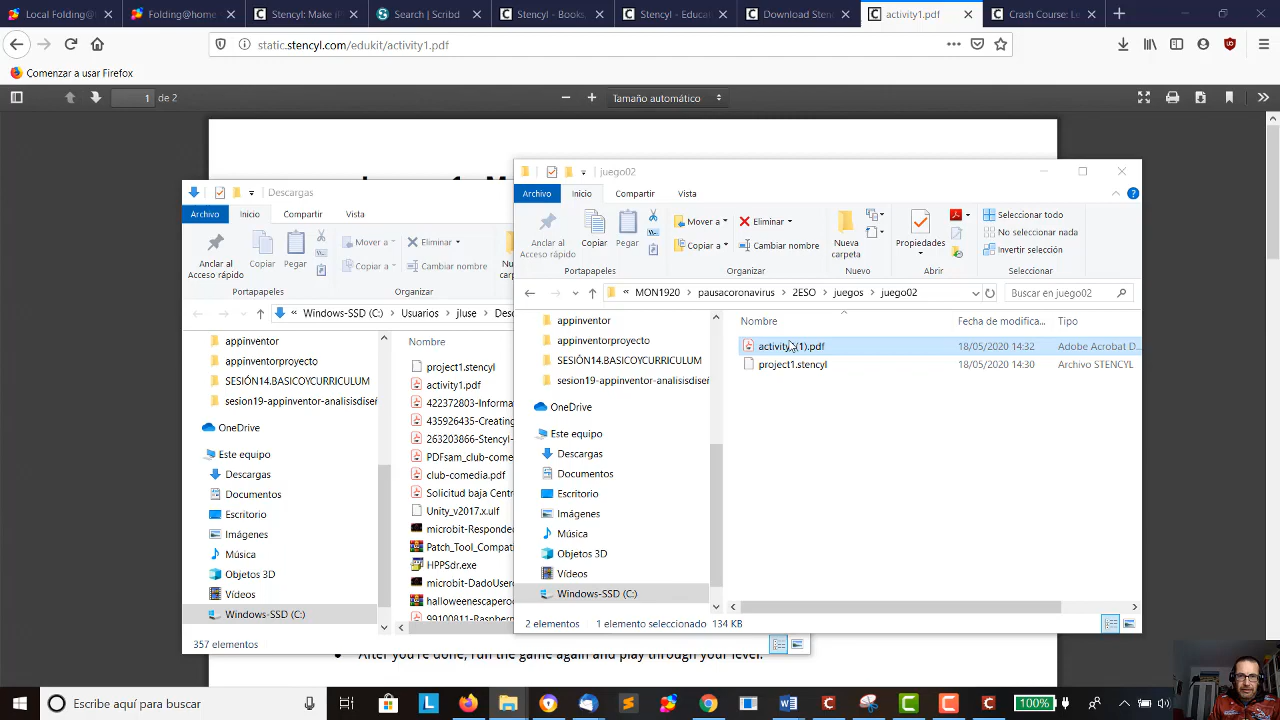 Local Folding@
Folding@home
Stencyl: Make iP
Search | Scribd
Stencyl - Books,
Stencyl - Educat
Download Stenc
activity1.pdf
Crash Course: Le
static.stencyl.com/edukit/activity1.pdf
Comenzar a usar Firefox
1 de 2
Tamaño automático
Descargas
Archivo Inicio Compartir Vista
Anclar al
Acceso rápido
Copiar
Pegar
Mover a
Copiar a
Eliminar
Cambiar nombre
Portapapeles
Organizar
Windows-SSD (C:) > Usuarios > jluse > Desc
appinventor
appinventorproyecto
SESIÓN14.BASICOYCURRICULUM
sesion19-appinventor-analisisdiseñ
OneDrive
Este equipo
Descargas
Documentos
Escritorio
Imágenes
Música
Objetos 3D
Vídeos
Windows-SSD (C:)
Nombre
project1.stencyl
activity1.pdf
422372803-Informa
435926435-Creating
263203866-Stencyl-
PDFsam_club-come
club-comedia.pdf
Solicitud baja Centr
Unity_v2017.x.ulf
microbit-Responde
Patch_Tool_Compat
HPPSdr.exe
microbit-DadoUser
halloweenescapero
99100811-Raspberr
357 elementos
juego02
Archivo Inicio Compartir Vista
Anclar al
Acceso rápido
Copiar
Pegar
Mover a
Copiar a
Eliminar
Cambiar nombre
Nueva
carpeta
Propiedades
Seleccionar todo
No seleccionar nada
Invertir selección
Portapapeles
Organizar
Nuevo
Abrir
Seleccionar
« MON1920 > pausacoronavirus > 2ESO > juegos > juego02
Buscar en juego02
appinventor
appinventorproyecto
SESIÓN14.BASICOYCURRICULUM
sesion19-appinventor-analisisdiseñ
OneDrive
Este equipo
Descargas
Documentos
Escritorio
Imágenes
Música
Objetos 3D
Vídeos
Windows-SSD (C:)
Nombre Fecha de modifica... Tipo
(1).pdf 18/05/2020 14:32 Adobe Acrobat D...
project1.stencyl 18/05/2020 14:30 Archivo STENCYL
2 elementos 1 elemento seleccionado 134 KB
After you're done, run the game again and play through your level.
Escribe aquí para buscar
100%